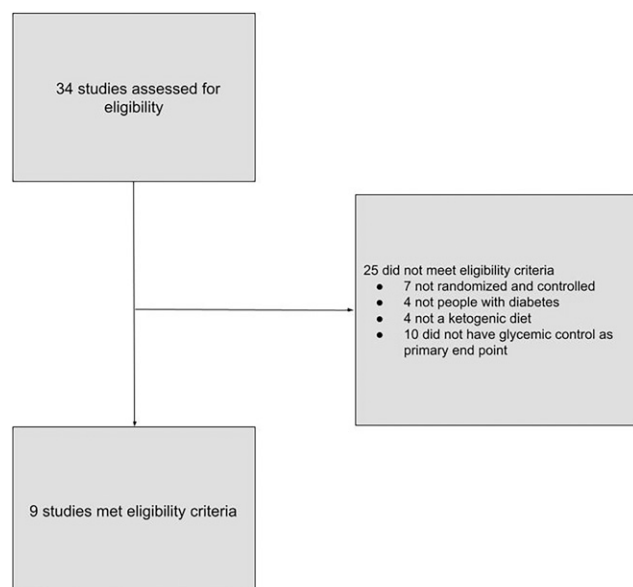 34 studies assessed for
eligibility
25 did not meet eligibility criteria
● 7 not randomized and controlled
● 4 not people with diabetes
● 4 not a ketogenic diet
● 10 did not have glycemic control as
primary end point
9 studies met eligibility criteria